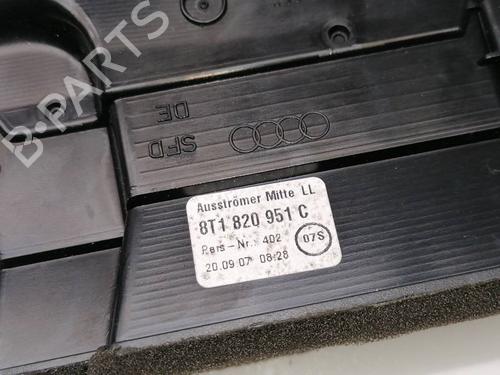 B-PARTS
SFD
DE
Ausströmer Mitte LL
8T1 820 951 C
Pers-Nr.: 402
07S
20.09.07 08:28